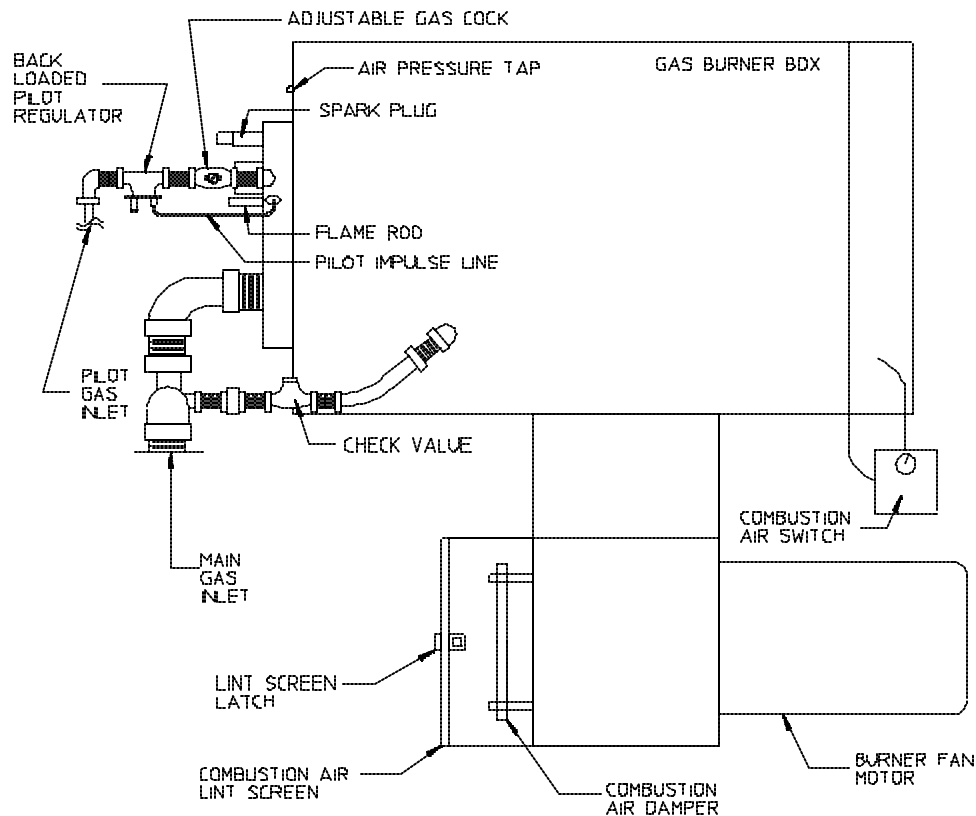 ADJUSTABLE GAS COCK
BACK
LOADED
PILOT
REGULATOR
AIR PRESSURE TAP
GAS BURNER BOX
SPARK PLUG
FLAME ROD
PILOT IMPULSE LINE
PILOT
GAS
INLET
CHECK VALVE
COMBUSTION
AIR SWITCH
MAIN
GAS
INLET
LINT SCREEN
LATCH
COMBUSTION AIR
LINT SCREEN
COMBUSTION
AIR DAMPER
BURNER FAN
MOTOR